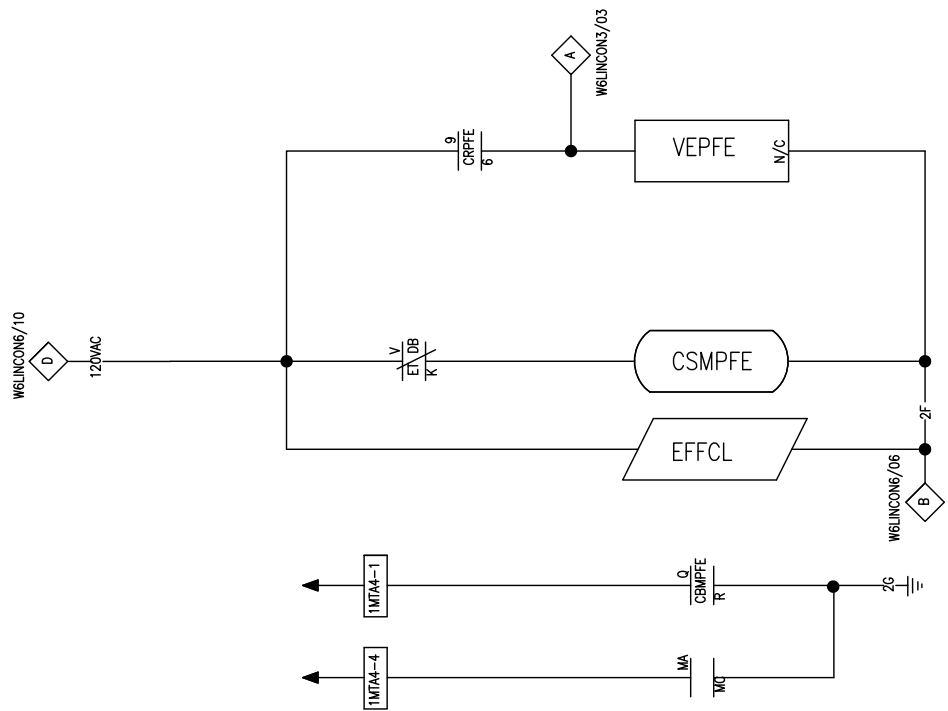 W6LINCON3/03
A
9
CRPFE
6
VEPFE
N/C
W6LINCON6/10
D
120VAC
V
ET DB
K
CSMPFE
2F
EFFCL
W6LINCON6/06
B
1MTA4-1
Q
CBMPFE
R
2G
1MTA4-4
MA
MC